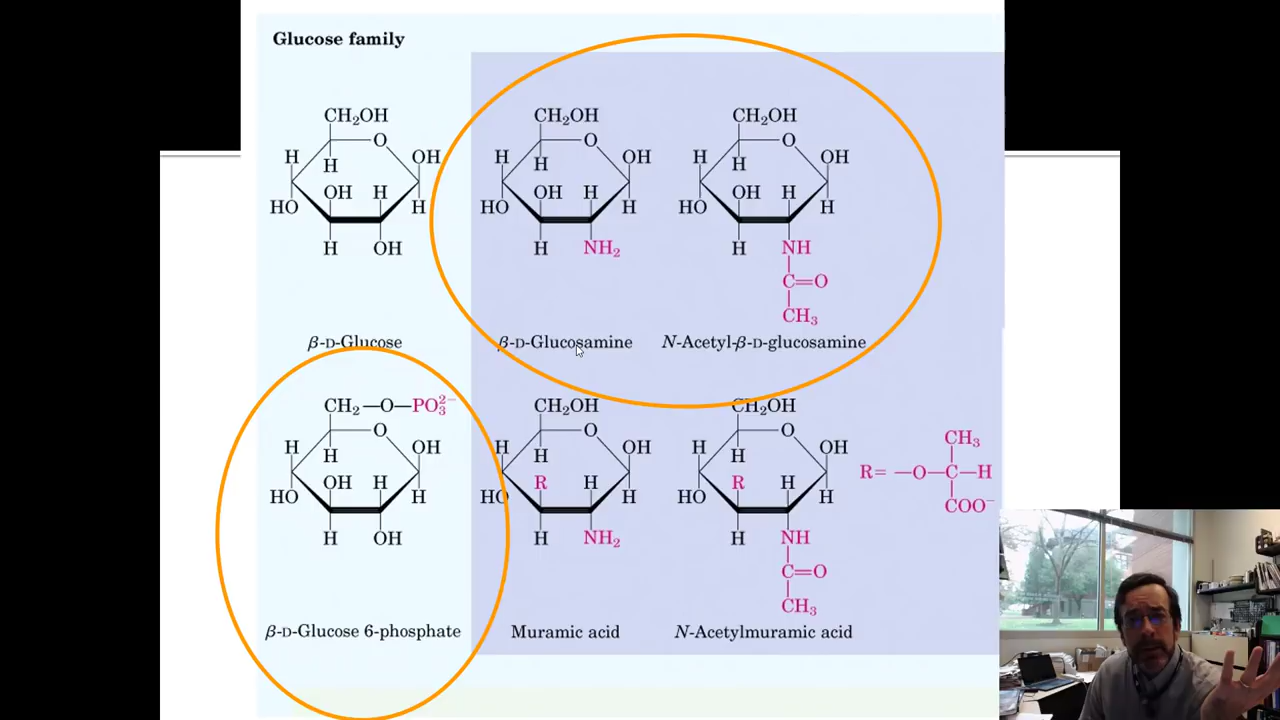 Glucose family
CH₂OH CH₂OH CH₂OH
O O O
H OH H OH H OH
H H H
OH H OH H OH H
HO H HO H HO H
H OH H NH₂ H NH
C=O
CH₃
β-D-Glucose β-D-Glucosamine N-Acetyl-β-D-glucosamine
CH₂—O—PO₃²⁻ CH₂OH CH₂OH
O O O
H OH H OH H OH CH₃
H H H
R= —O—C—H
OH H R H R H
HO H HO H HO H COO⁻
H OH H NH₂ H NH
C=O
CH₃
β-D-Glucose 6-phosphate Muramic acid N-Acetylmuramic acid